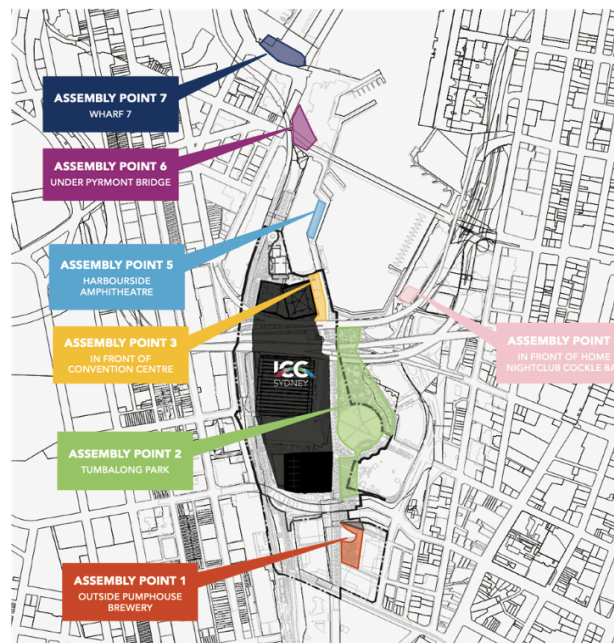 ASSEMBLY POINT 7
WHARF 7
ASSEMBLY POINT 6
UNDER PYRMONT BRIDGE
ASSEMBLY POINT 5
HARBOURSIDE
AMPHITHEATRE
ASSEMBLY POINT 3
IN FRONT OF
CONVENTION CENTRE
ASSEMBLY POINT
IN FRONT OF HOME
NIGHTCLUB COCKLE BA
ICC
SYDNEY
ASSEMBLY POINT 2
TUMBALONG PARK
ASSEMBLY POINT 1
OUTSIDE PUMPHOUSE
BREWERY